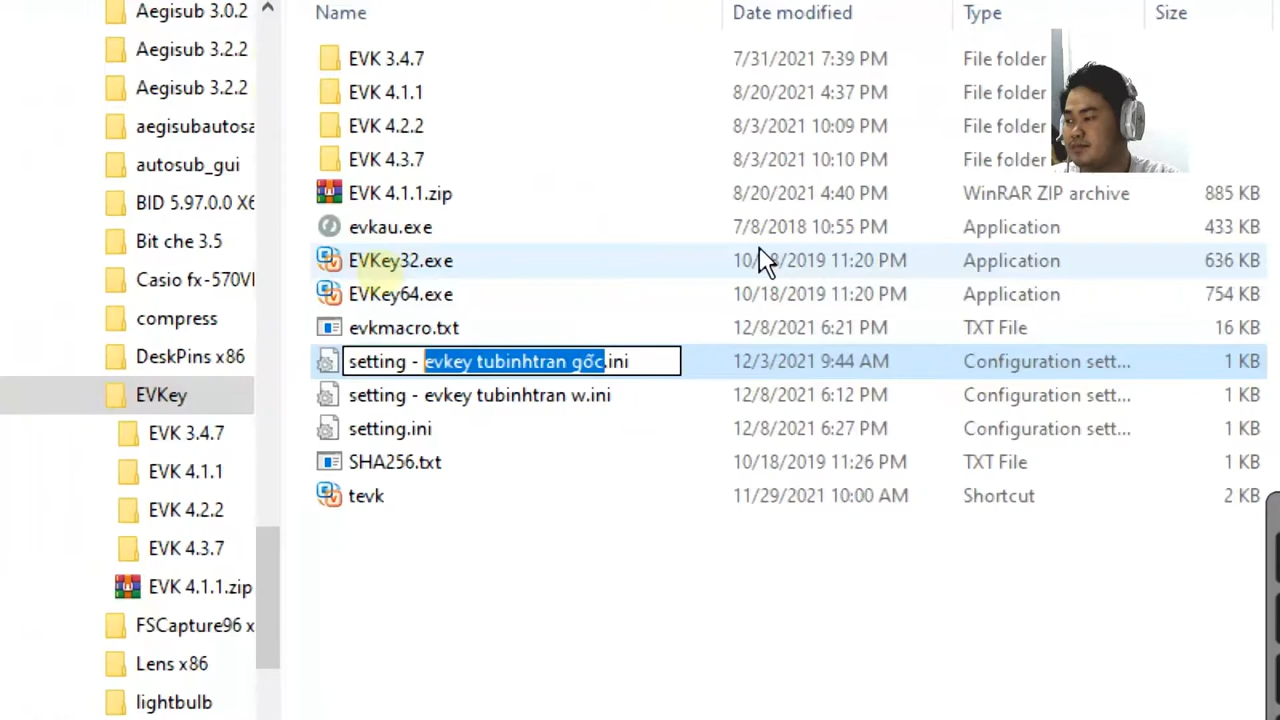 Aegisub 3.0.2
Aegisub 3.2.2
Aegisub 3.2.2
aegisubautosa
autosub_gui
BID 5.97.0.0 X6
Bit che 3.5
Casio fx-570V
compress
DeskPins x86
EVKey
EVK 3.4.7
EVK 4.1.1
EVK 4.2.2
EVK 4.3.7
EVK 4.1.1.zip
FSCapture96 x
Lens x86
lightbulb
Name Date modified Type Size
EVK 3.4.7 7/31/2021 7:39 PM File folder
EVK 4.1.1 8/20/2021 4:37 PM File folder
EVK 4.2.2 8/3/2021 10:09 PM File folder
EVK 4.3.7 8/3/2021 10:10 PM File folder
EVK 4.1.1.zip 8/20/2021 4:40 PM WinRAR ZIP archive 885 KB
evkau.exe 7/8/2018 10:55 PM Application 433 KB
EVKey32.exe 10/18/2019 11:20 PM Application 636 KB
EVKey64.exe 10/18/2019 11:20 PM Application 754 KB
evkmacro.txt 12/8/2021 6:21 PM TXT File 16 KB
setting - evkey tubinhtran gốc.ini 12/3/2021 9:44 AM Configuration sett... 1 KB
setting - evkey tubinhtran w.ini 12/8/2021 6:12 PM Configuration sett... 1 KB
setting.ini 12/8/2021 6:27 PM Configuration sett... 1 KB
SHA256.txt 10/18/2019 11:26 PM TXT File 1 KB
tevk 11/29/2021 10:00 AM Shortcut 2 KB